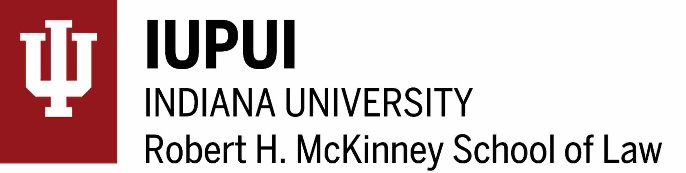 IUPUI
INDIANA UNIVERSITY
Robert H. McKinney School of Law